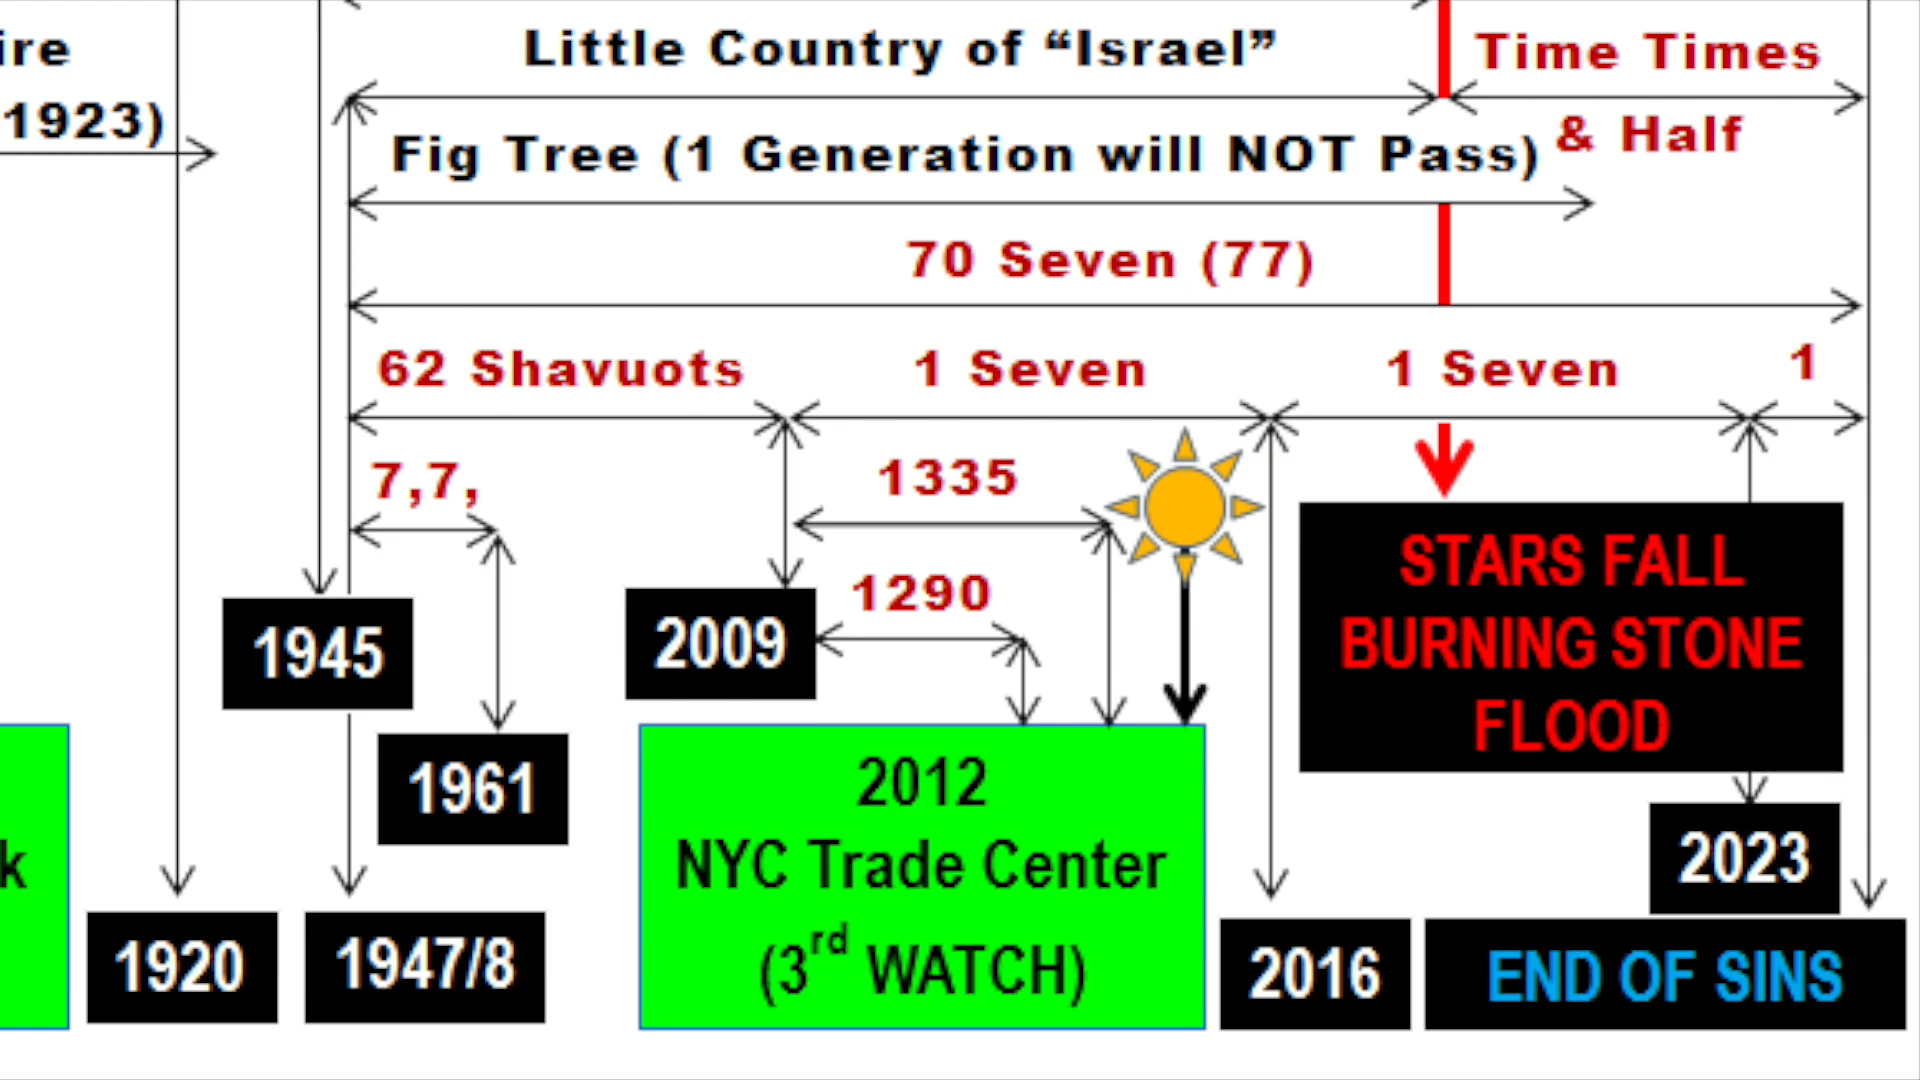 ire
1923)
Little Country of “Israel”
Time Times
& Half
Fig Tree (1 Generation will NOT Pass)
70 Seven (77)
62 Shavuots
1 Seven
1 Seven
1
7,7,
1335
1290
1945
2009
1961
STARS FALL
BURNING STONE
FLOOD
2012
NYC Trade Center
(3rd WATCH)
2023
k
1920
1947/8
2016
END OF SINS